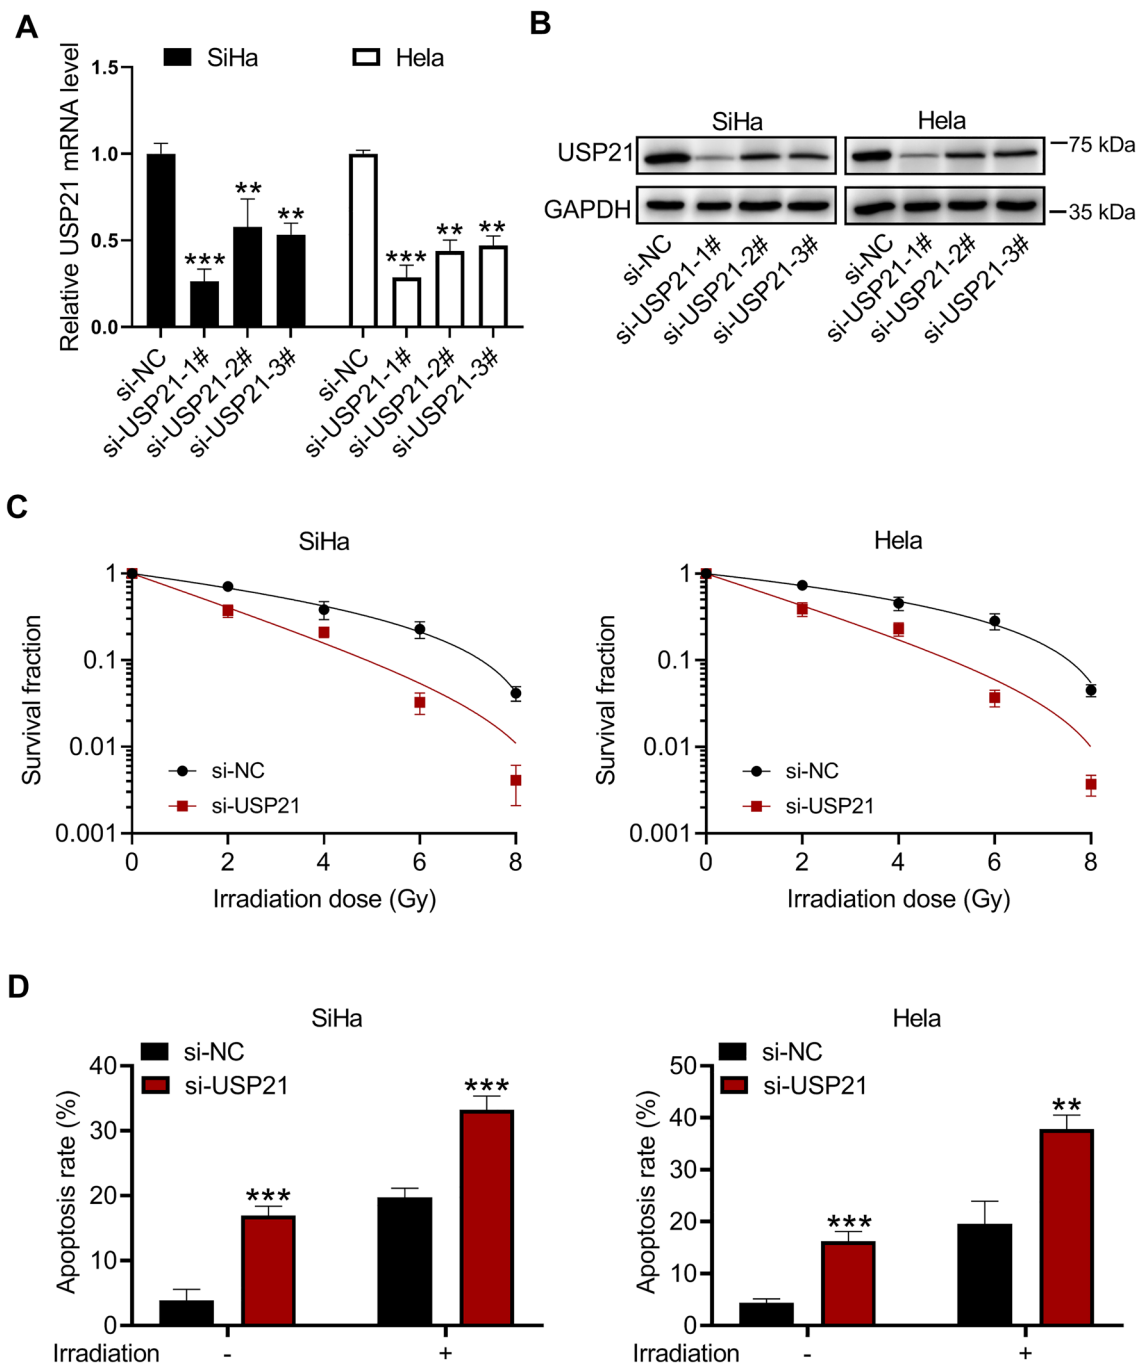 A
SiHa
Hela
Relative USP21 mRNA level
1.5
1.0
0.5
0.0
***
**
**
***
**
**
si-NC
si-USP21-1#
si-USP21-2#
si-USP21-3#
si-NC
si-USP21-1#
si-USP21-2#
si-USP21-3#
B
SiHa
Hela
USP21
75 kDa
GAPDH
35 kDa
si-NC
si-USP21-1#
si-USP21-2#
si-USP21-3#
si-NC
si-USP21-1#
si-USP21-2#
si-USP21-3#
C
SiHa
Survival fraction
1
0.1
0.01
0.001
si-NC
si-USP21
0 2 4 6 8
Irradiation dose (Gy)
Hela
Survival fraction
1
0.1
0.01
0.001
si-NC
si-USP21
0 2 4 6 8
Irradiation dose (Gy)
D
SiHa
si-NC
si-USP21
Apoptosis rate (%)
40
30
20
10
0
***
***
Irradiation - +
Hela
si-NC
si-USP21
Apoptosis rate (%)
50
40
30
20
10
0
***
**
Irradiation - +